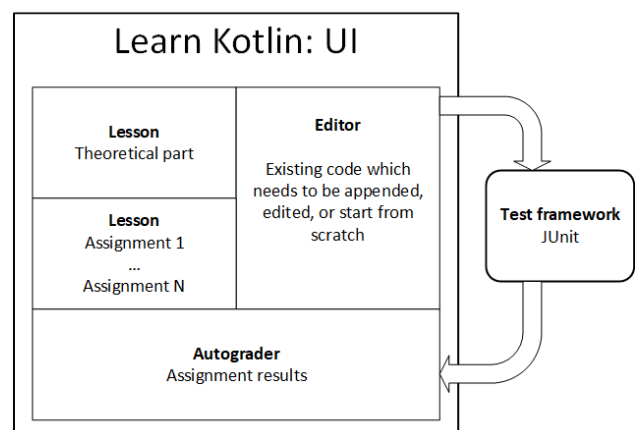 Learn Kotlin: UI
Lesson
Theoretical part
Lesson
Assignment 1
...
Assignment N
Editor
Existing code which
needs to be appended,
edited, or start from
scratch
Test framework
JUnit
Autograder
Assignment results